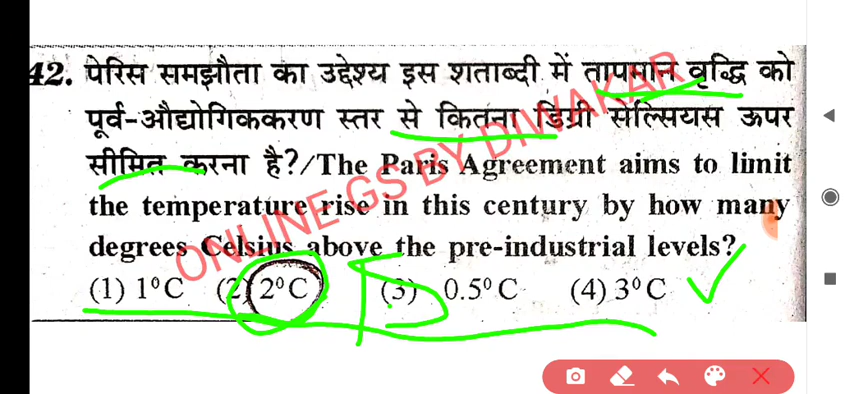 42. पेरिस समझौता का उद्देश्य इस शताब्दी में तापमान वृद्धि को
पूर्व-औद्योगिककरण स्तर से कितना डिग्री सेल्सियस ऊपर
सीमित करना है?/The Paris Agreement aims to limit
the temperature rise in this century by how many
degrees Celsius above the pre-industrial levels?
(1) 1°C (2) 2°C (3) 0.5°C (4) 3°C
ONLINE GS BY DIWAKAR